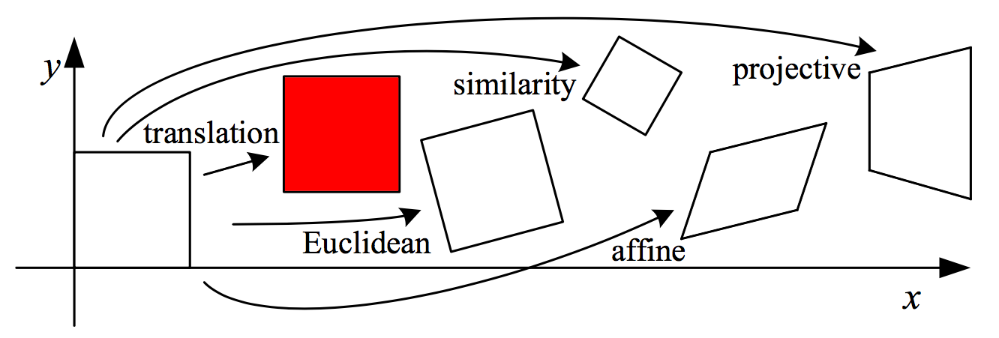 y
similarity
projective
translation
Euclidean
affine
x